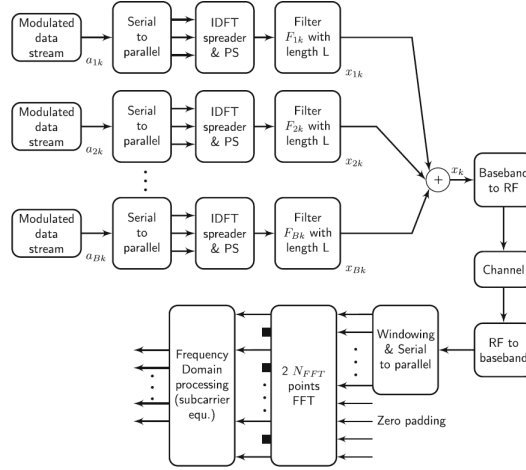 Modulated
data
stream
a1k
Serial
to
parallel
IDFT
spreader
& PS
Filter
F1k with
length L
x1k
Modulated
data
stream
a2k
Serial
to
parallel
IDFT
spreader
& PS
Filter
F2k with
length L
x2k
+
xk
Baseband
to RF
Modulated
data
stream
aBk
Serial
to
parallel
IDFT
spreader
& PS
Filter
FBk with
length L
xBk
Channel
RF to
baseband
Windowing
& Serial
to parallel
2 NFFT
points
FFT
Frequency
Domain
processing
(subcarrier
equ.)
Zero padding